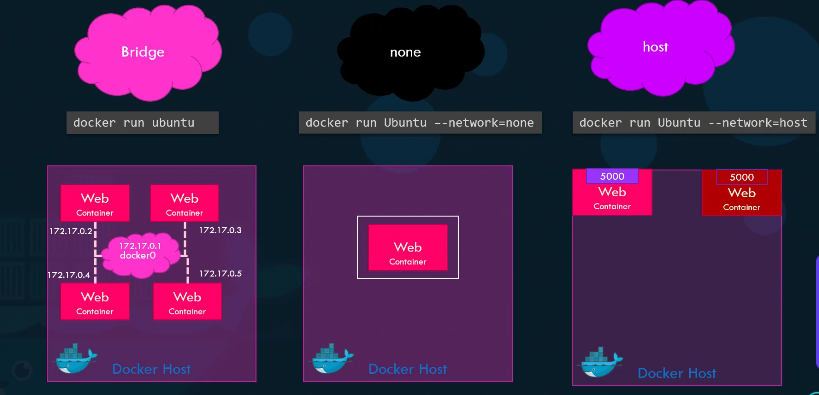 Bridge
none
host
docker run ubuntu
docker run Ubuntu --network=none
docker run Ubuntu --network=host
Web
Container
Web
Container
172.17.0.2
172.17.0.3
172.17.0.1
docker0
172.17.0.4
172.17.0.5
Web
Container
Web
Container
Docker Host
Web
Container
Docker Host
5000
Web
Container
5000
Web
Container
Docker Host